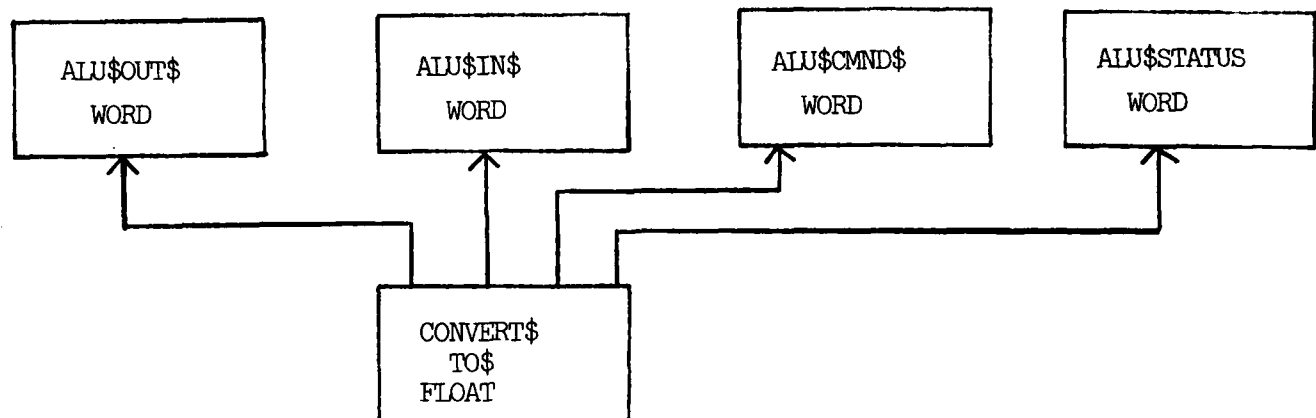 ALU$OUT$
WORD
ALU$IN$
WORD
ALU$CMND$
WORD
ALU$STATUS
WORD
CONVERT$
TO$
FLOAT